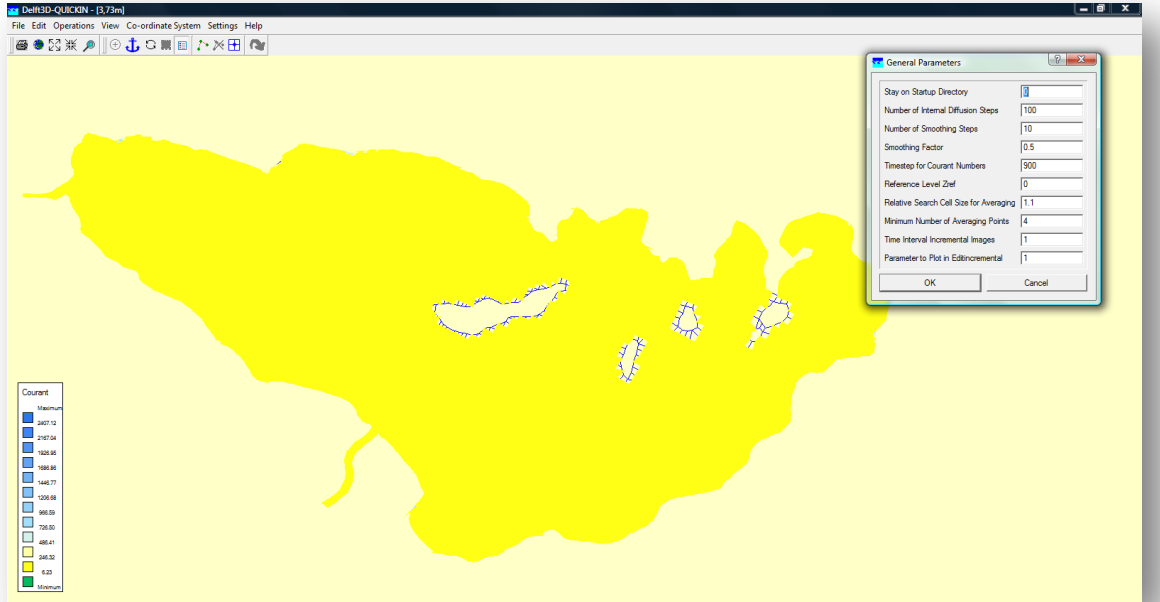 Delft3D-QUICKIN - [3,73m]
File Edit Operations View Co-ordinate System Settings Help
General Parameters
Stay on Startup Directory 0
Number of Internal Diffusion Steps 100
Number of Smoothing Steps 10
Smoothing Factor 0.5
Timestep for Courant Numbers 900
Reference Level Zref 0
Relative Search Cell Size for Averaging 1.1
Minimum Number of Averaging Points 4
Time Interval Incremental Images 1
Parameter to Plot in Editincremental 1
OK Cancel
Courant
Maximum
2407.12
2167.04
1926.95
1686.86
1446.77
1206.68
966.59
726.50
486.41
246.32
6.23
Minimum